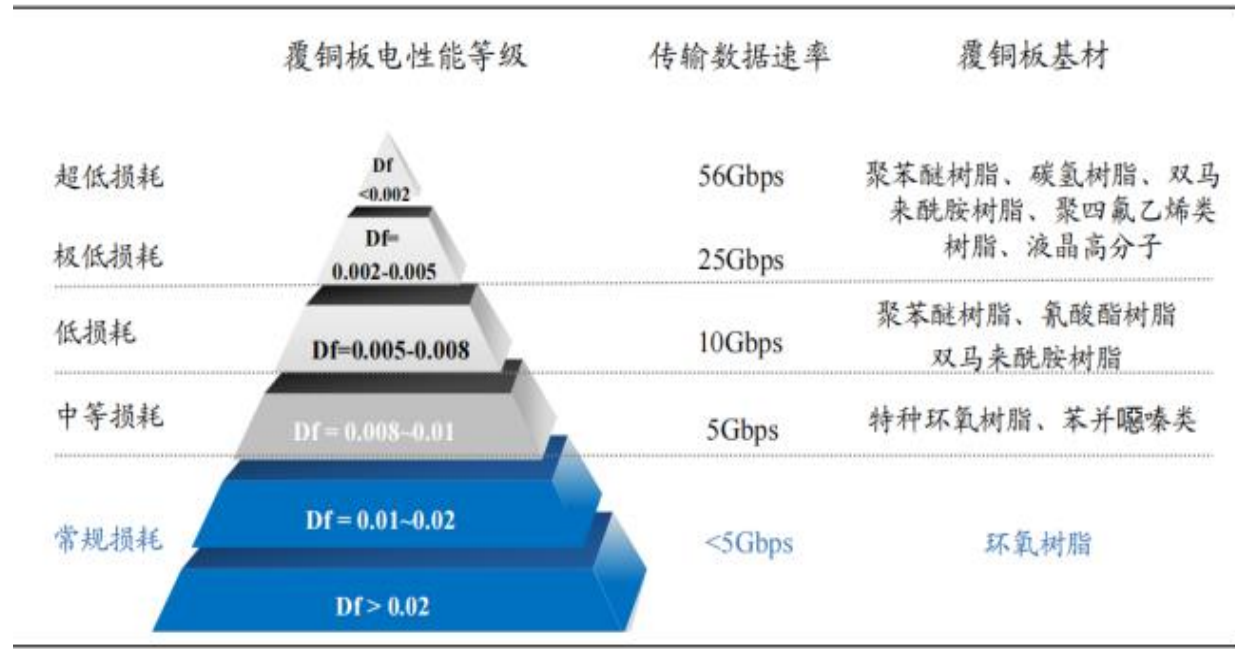 覆铜板电性能等级 传输数据速率 覆铜板基材
超低损耗
Df
<0.002
56Gbps
聚苯醚树脂、碳氢树脂、双马
来酰胺树脂、聚四氟乙烯类
树脂、液晶高分子
极低损耗
Df=
0.002-0.005
25Gbps
低损耗
Df=0.005-0.008
10Gbps
聚苯醚树脂、氰酸酯树脂
双马来酰胺树脂
中等损耗
Df = 0.008~0.01
5Gbps
特种环氧树脂、苯并噁嗪类
常规损耗
Df = 0.01~0.02
<5Gbps
环氧树脂
Df > 0.02